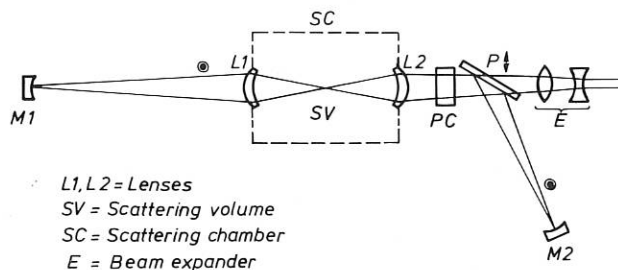 SC
L1
L2
P
M1
SV
PC
E
L1, L2 = Lenses
SV = Scattering volume
SC = Scattering chamber
E = Beam expander
M2